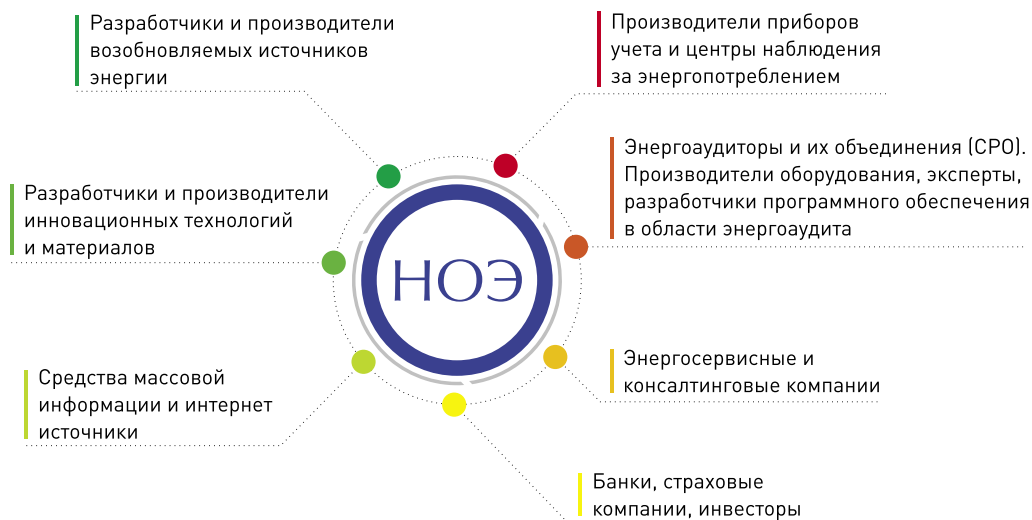 Разработчики и производители
возобновляемых источников
энергии
Производители приборов
учета и центры наблюдения
за энергопотреблением
Энергоаудиторы и их объединения (СРО).
Производители оборудования, эксперты,
разработчики программного обеспечения
в области энергоаудита
Разработчики и производители
инновационных технологий
и материалов
НОЭ
Энергосервисные и
консалтинговые компании
Средства массовой
информации и интернет
источники
Банки, страховые
компании, инвесторы